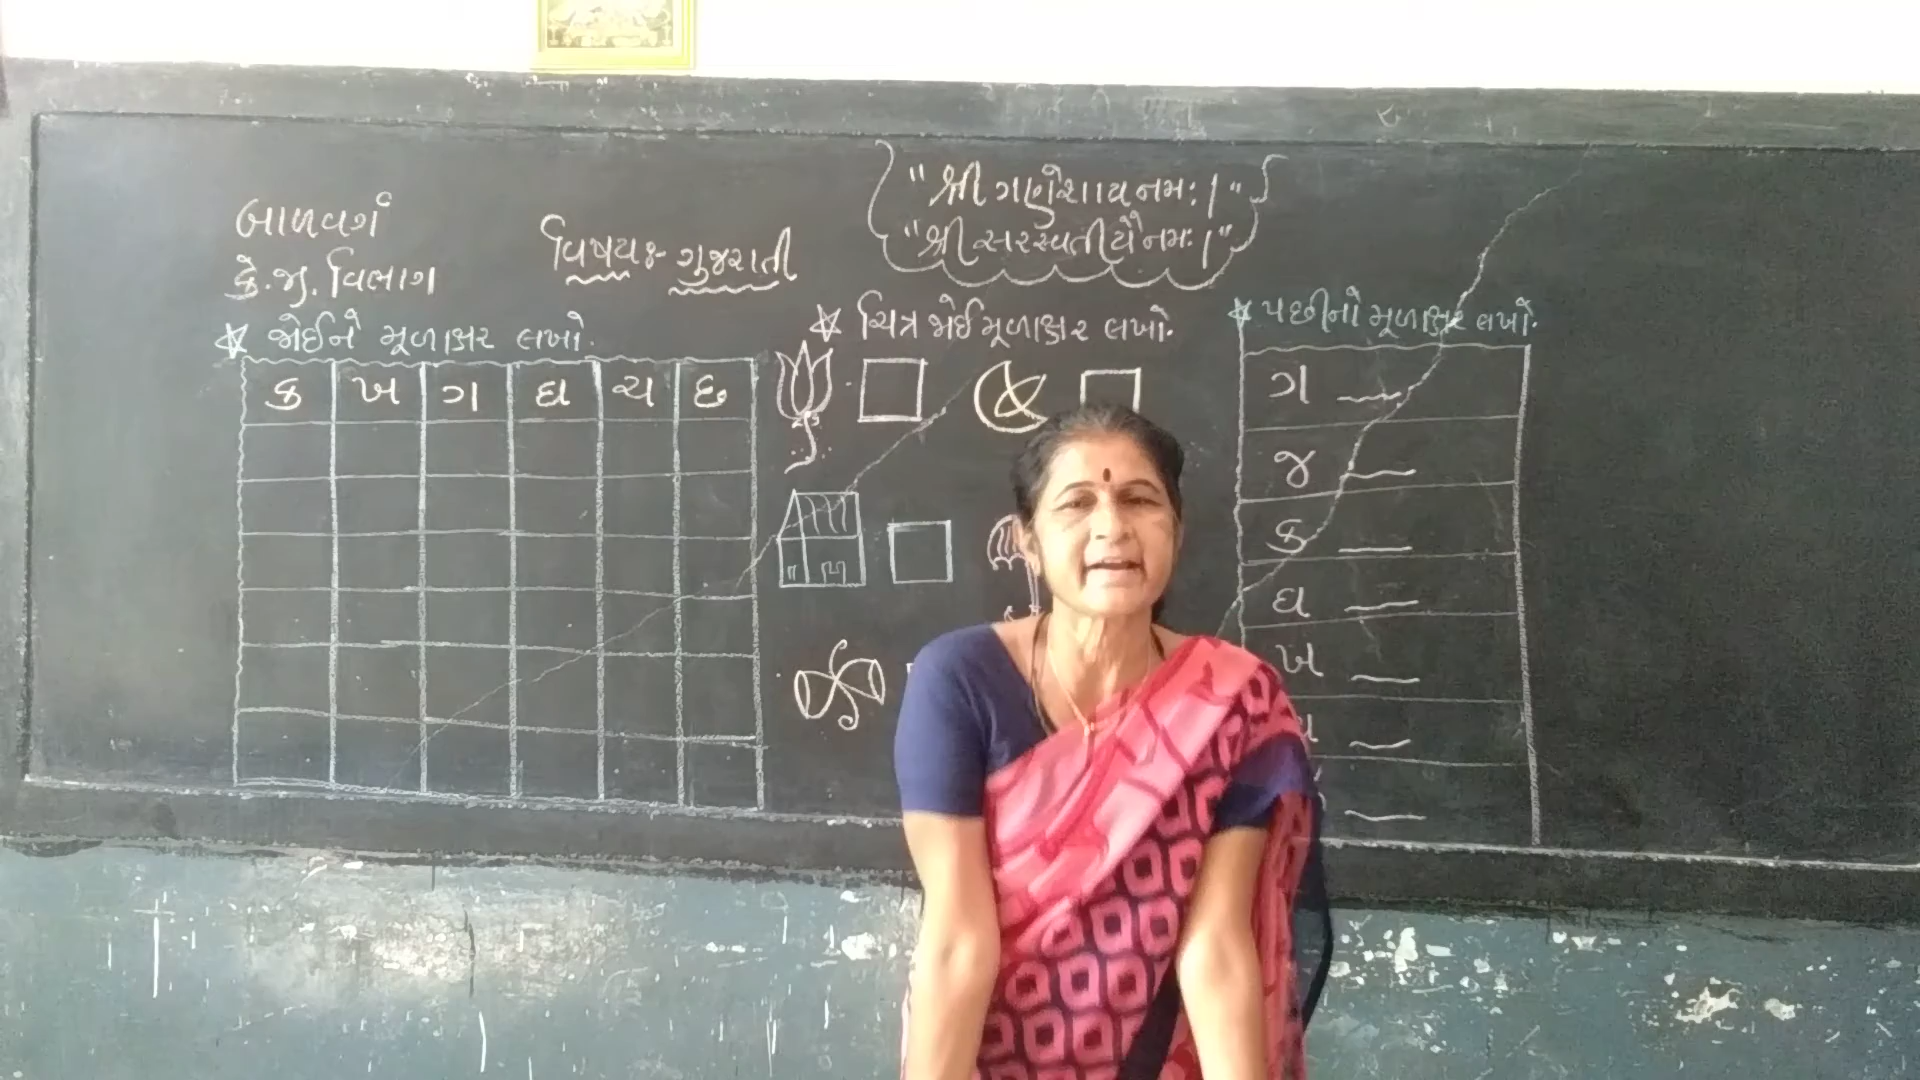 "શ્રી ગણેશાય નમઃ।"
"શ્રી સરસ્વતીયૈ નમઃ।"
બાળવર્ગ
કે.જી. વિભાગ
વિષયઃ- ગુજરાતી
જોઈને મૂળાક્ષર લખો.
ક ખ ગ ઘ ચ છ
ચિત્ર જોઈ મૂળાક્ષર લખો.
પછીનો મૂળાક્ષર લખો.
ગ
જ
ક
ઘ
ખ